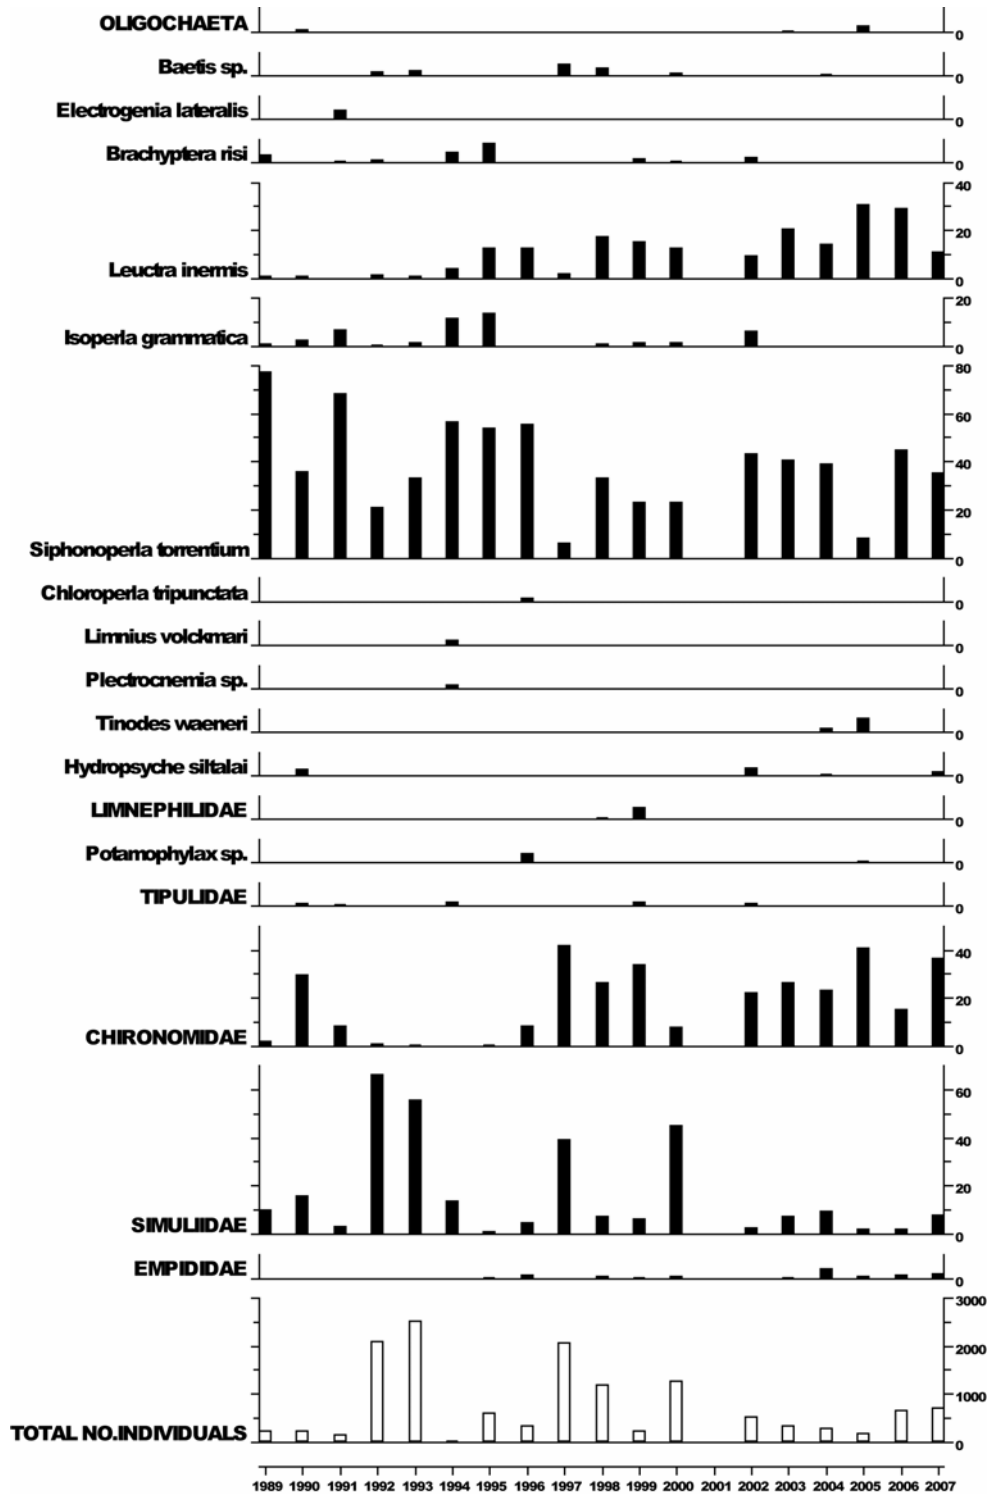 OLIGOCHAETA
0
Baetis sp.
0
Electrogenia lateralis
0
Brachyptera risi
0
40
20
Leuctra inermis
0
20
Isoperla grammatica
0
80
60
40
20
Siphonoperla torrentium
0
Chloroperla tripunctata
0
Limnius volckmari
0
Plectrocnemia sp.
0
Tinodes waeneri
0
Hydropsyche siltalai
0
LIMNEPHILIDAE
0
Potamophylax sp.
0
TIPULIDAE
0
40
20
CHIRONOMIDAE
0
60
40
20
SIMULIIDAE
0
EMPIDIDAE
0
3000
2000
1000
TOTAL NO.INDIVIDUALS
0
1989 1990 1991 1992 1993 1994 1995 1996 1997 1998 1999 2000 2001 2002 2003 2004 2005 2006 2007